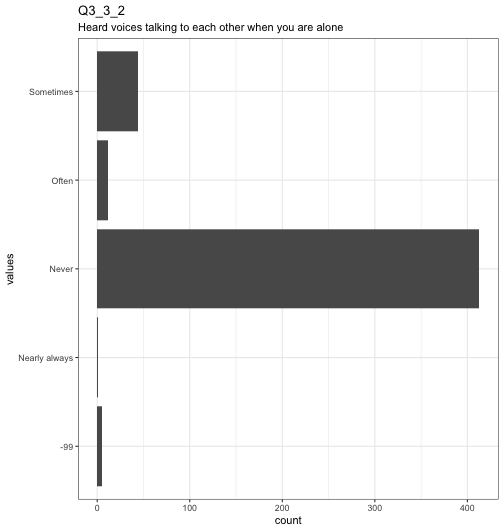 Q3_3_2
Heard voices talking to each other when you are alone
Sometimes
Often
Never
Nearly always
-99
values
0 100 200 300 400
count